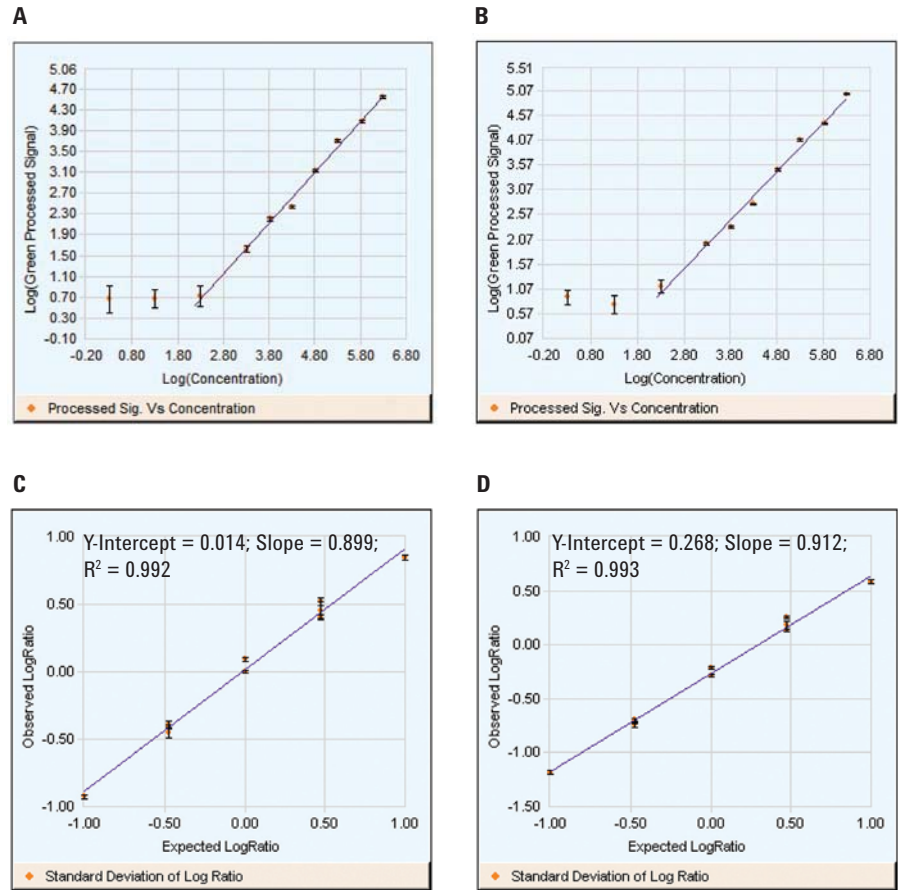 A
5.06
4.70
4.30
3.90
3.50
3.10
2.70
2.30
1.90
1.50
1.10
0.70
0.30
-0.10
Log(Green Processed Signal)
-0.20 0.80 1.80 2.80 3.80 4.80 5.80 6.80
Log(Concentration)
Processed Sig. Vs Concentration
B
5.51
5.07
4.57
4.07
3.57
3.07
2.57
2.07
1.57
1.07
0.57
0.07
Log(Green Processed Signal)
-0.20 0.80 1.80 2.80 3.80 4.80 5.80 6.80
Log(Concentration)
Processed Sig. Vs Concentration
C
Y-Intercept = 0.014; Slope = 0.899;
R² = 0.992
1.00
0.50
0.00
-0.50
-1.00
Observed LogRatio
-1.00 -0.50 0.00 0.50 1.00
Expected LogRatio
Standard Deviation of Log Ratio
D
Y-Intercept = 0.268; Slope = 0.912;
R² = 0.993
1.00
0.50
0.00
-0.50
-1.00
-1.50
Observed LogRatio
-1.00 -0.50 0.00 0.50 1.00
Expected LogRatio
Standard Deviation of Log Ratio